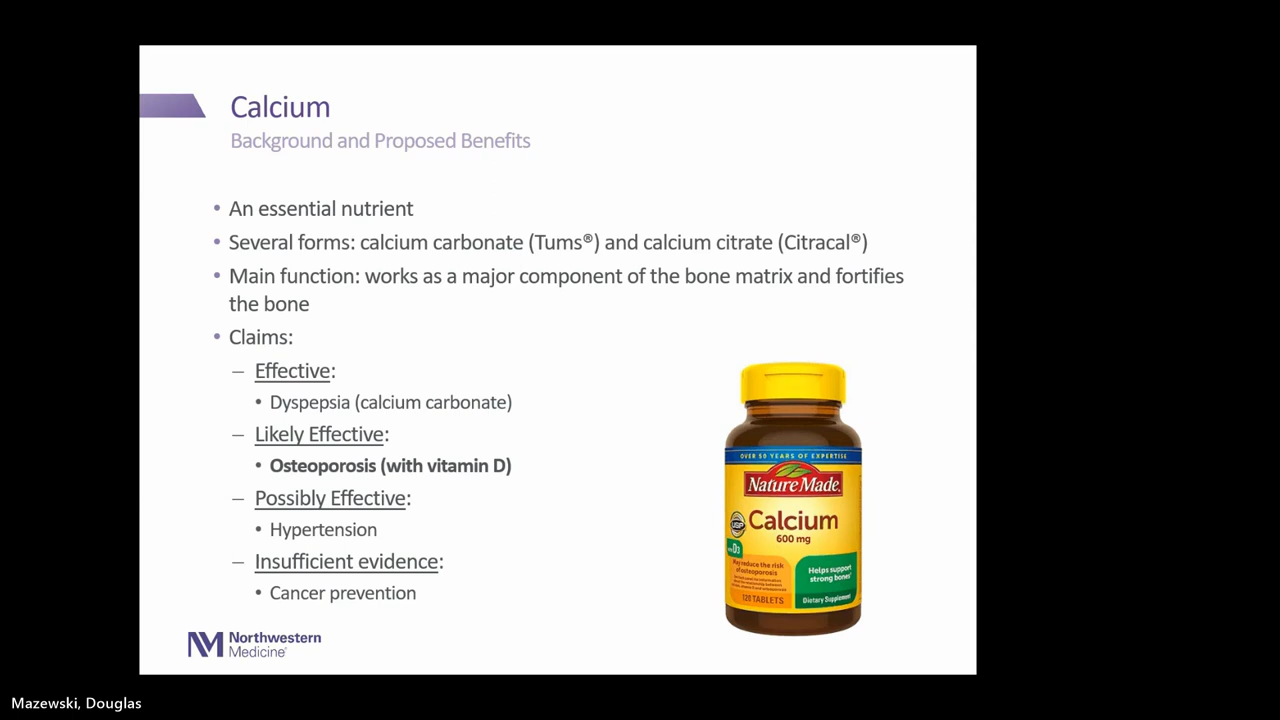 Calcium
Background and Proposed Benefits
• An essential nutrient
• Several forms: calcium carbonate (Tums®) and calcium citrate (Citracal®)
• Main function: works as a major component of the bone matrix and fortifies
the bone
• Claims:
– Effective:
• Dyspepsia (calcium carbonate)
– Likely Effective:
• Osteoporosis (with vitamin D)
– Possibly Effective:
• Hypertension
– Insufficient evidence:
• Cancer prevention
OVER 50 YEARS OF EXPERTISE
Nature Made
USP
Calcium
600 mg
D3
May reduce the risk
of osteoporosis
Helps support
strong bones
120 TABLETS
Dietary Supplement
NM Northwestern
Medicine®
Mazewski, Douglas